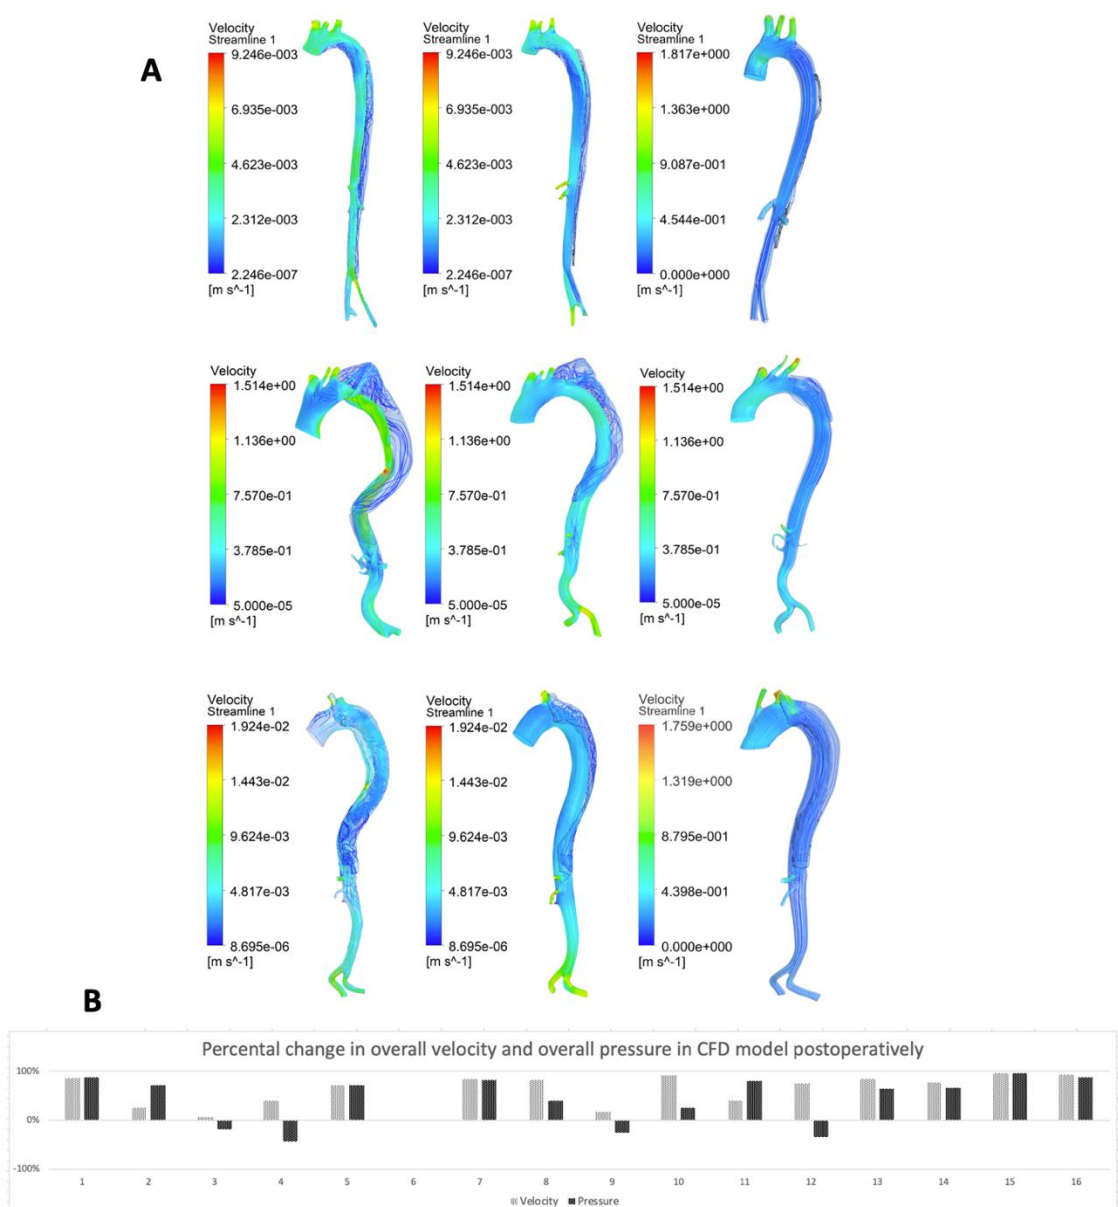 A
Velocity
Streamline 1
9.246e-003
6.935e-003
4.623e-003
2.312e-003
2.246e-007
[m s^-1]
Velocity
Streamline 1
9.246e-003
6.935e-003
4.623e-003
2.312e-003
2.246e-007
[m s^-1]
Velocity
Streamline 1
1.817e+000
1.363e+000
9.087e-001
4.544e-001
0.000e+000
[m s^-1]
Velocity
1.514e+00
1.136e+00
7.570e-01
3.785e-01
5.000e-05
[m s^-1]
Velocity
1.514e+00
1.136e+00
7.570e-01
3.785e-01
5.000e-05
[m s^-1]
Velocity
1.514e+00
1.136e+00
7.570e-01
3.785e-01
5.000e-05
[m s^-1]
Velocity
Streamline 1
1.924e-02
1.443e-02
9.624e-03
4.817e-03
8.695e-06
[m s^-1]
Velocity
Streamline 1
1.924e-02
1.443e-02
9.624e-03
4.817e-03
8.695e-06
[m s^-1]
Velocity
Streamline 1
1.759e+000
1.319e+000
8.795e-001
4.398e-001
0.000e+000
[m s^-1]
B
Percental change in overall velocity and overall pressure in CFD model postoperatively
100%
0%
-100%
1 2 3 4 5 6 7 8 9 10 11 12 13 14 15 16
Velocity Pressure